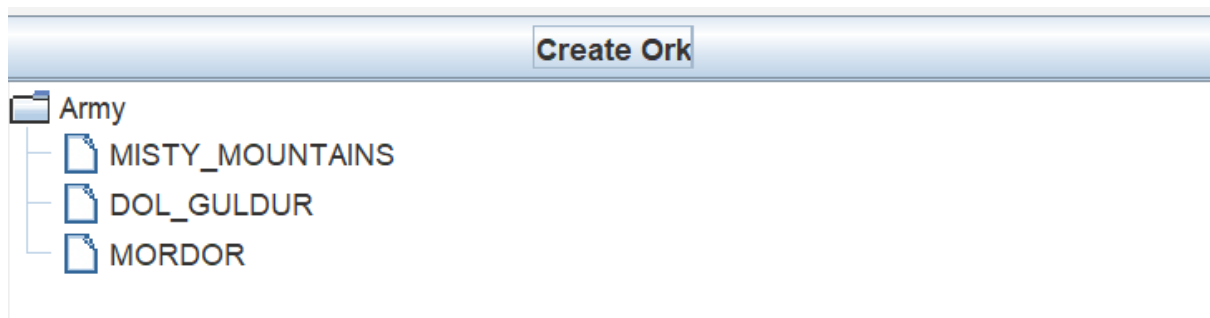 Create Ork
Army
MISTY_MOUNTAINS
DOL_GULDUR
MORDOR